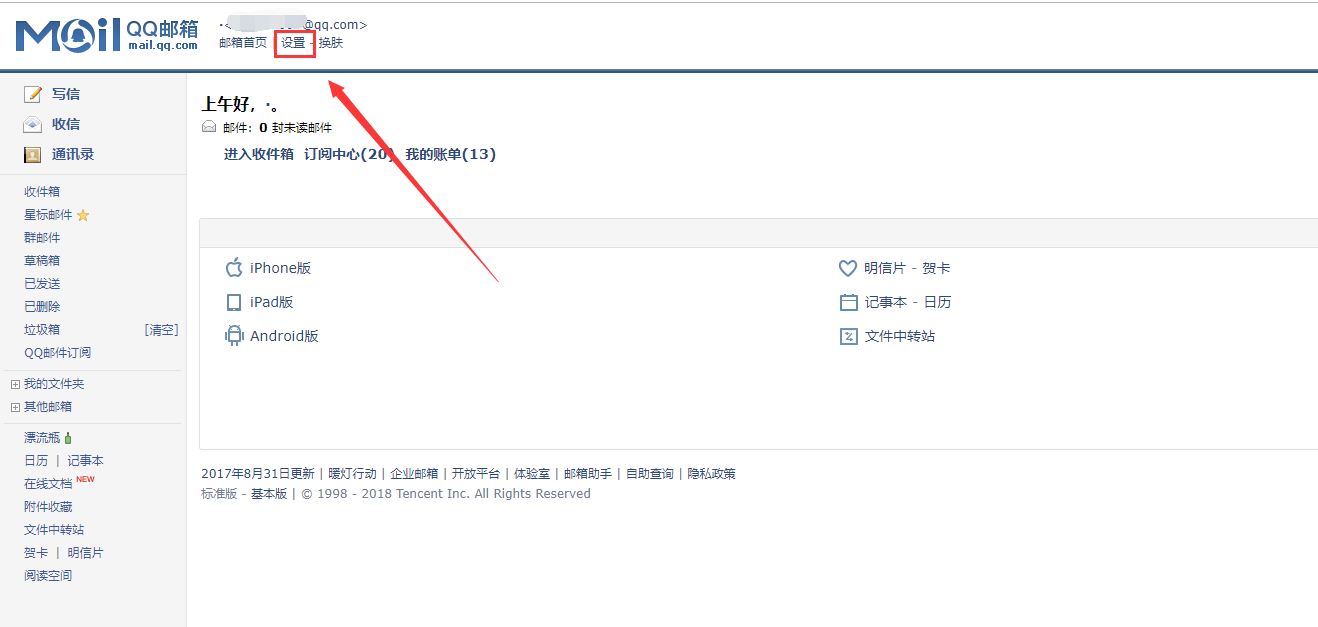 Mail QQ邮箱
mail.qq.com
@qq.com>
邮箱首页 | 设置 - 换肤
写信
收信
通讯录
收件箱
星标邮件
群邮件
草稿箱
已发送
已删除
垃圾箱 [清空]
QQ邮件订阅
我的文件夹
其他邮箱
漂流瓶
日历 | 记事本
在线文档 NEW
附件收藏
文件中转站
贺卡 | 明信片
阅读空间
上午好，·。
邮件: 0 封未读邮件
进入收件箱 订阅中心(20) 我的账单(13)
iPhone版
iPad版
Android版
明信片 - 贺卡
记事本 - 日历
文件中转站
2017年8月31日更新 | 暖灯行动 | 企业邮箱 | 开放平台 | 体验室 | 邮箱助手 | 自助查询 | 隐私政策
标准版 - 基本版 | © 1998 - 2018 Tencent Inc. All Rights Reserved